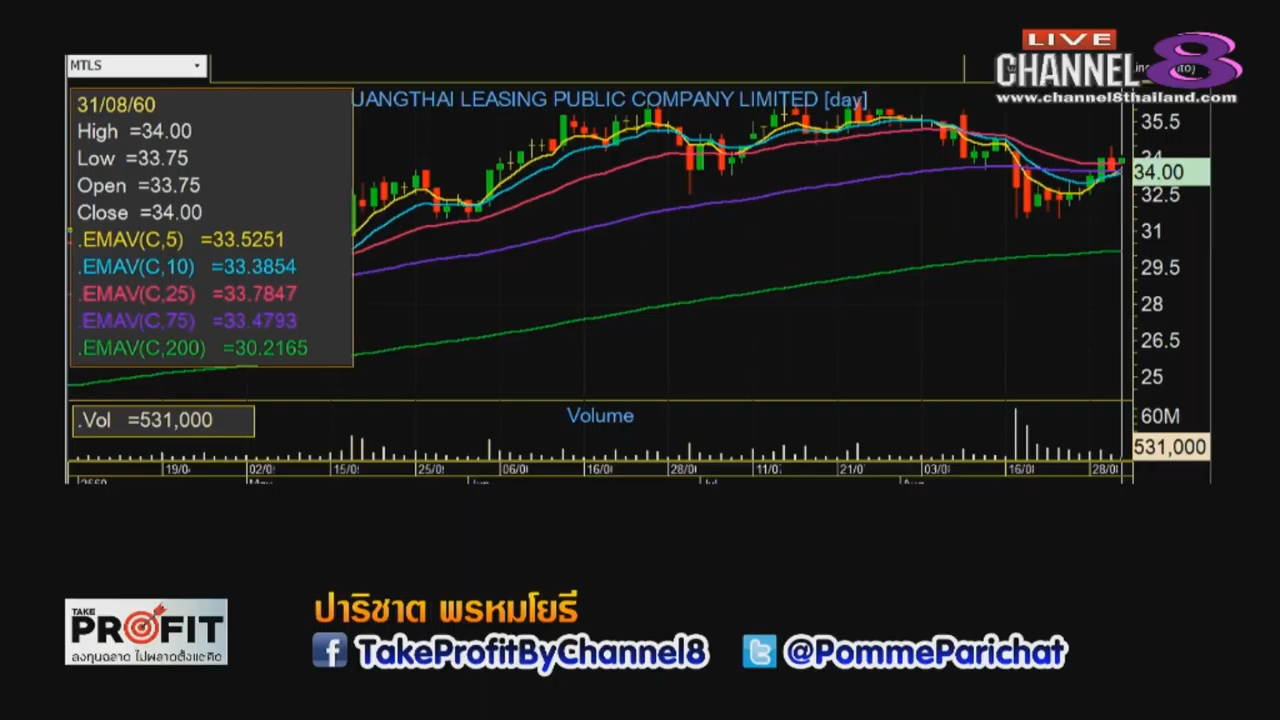 MTLS
31/08/60
High =34.00
Low =33.75
Open =33.75
Close =34.00
.EMAV(C,5) =33.5251
.EMAV(C,10) =33.3854
.EMAV(C,25) =33.7847
.EMAV(C,75) =33.4793
.EMAV(C,200) =30.2165
UANGTHAI LEASING PUBLIC COMPANY LIMITED [day]
LIVE
CHANNEL 8
www.channel8thailand.com
35.5
34
34.00
32.5
31
29.5
28
26.5
25
.Vol =531,000
Volume
60M
531,000
19/0 02/0 15/0 25/0 06/0 16/0 28/0 11/0 21/0 03/0 16/0 28/0
TAKE
PROFIT
ลงทุนฉลาด ไม่พลาดตั้งแต่คิด
ปาริชาต พรหมโยธี
f TakeProfitByChannel8
t @PommeParichat